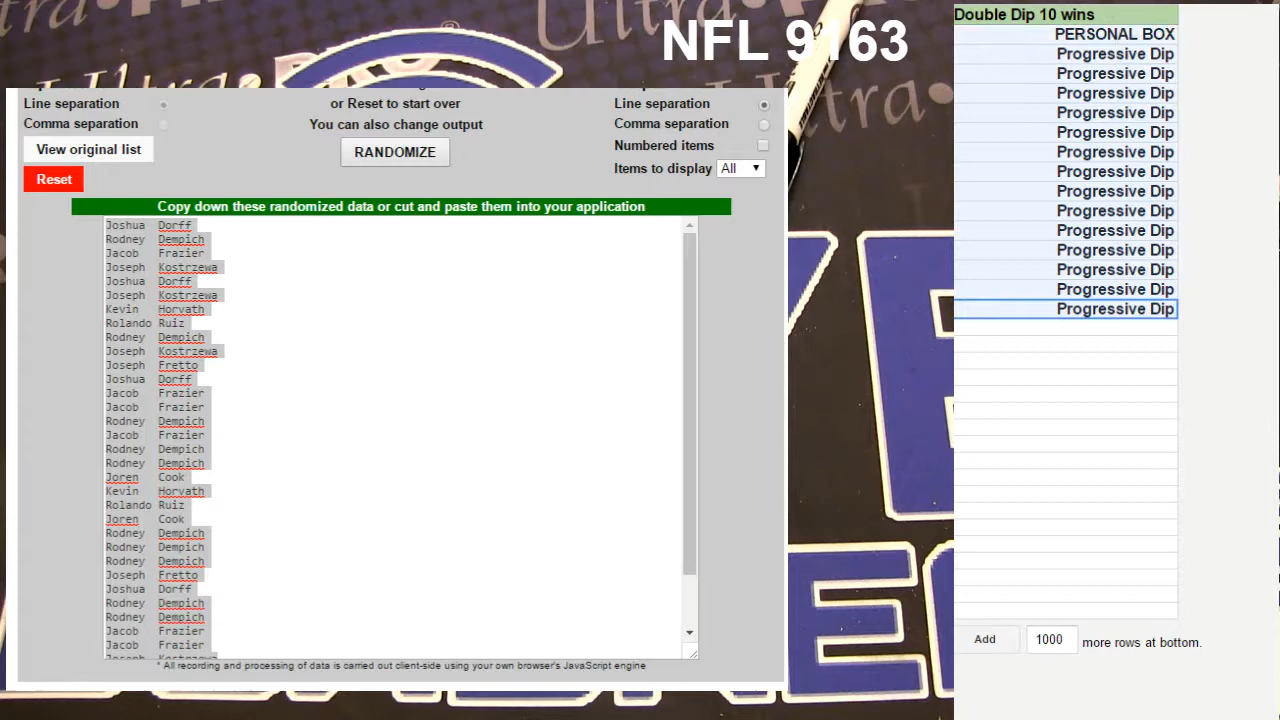 NFL 9163
Ultra
Line separation
Comma separation
View original list
Reset
or Reset to start over
You can also change output
RANDOMIZE
Line separation
Comma separation
Numbered items
Items to display All
Copy down these randomized data or cut and paste them into your application
Joshua Dorff
Rodney Dempich
Jacob Frazier
Joseph Kostrzewa
Joshua Dorff
Joseph Kostrzewa
Kevin Horvath
Rolando Ruiz
Rodney Dempich
Joseph Kostrzewa
Joseph Fretto
Joshua Dorff
Jacob Frazier
Jacob Frazier
Rodney Dempich
Jacob Frazier
Rodney Dempich
Rodney Dempich
Joren Cook
Kevin Horvath
Rolando Ruiz
Joren Cook
Rodney Dempich
Rodney Dempich
Rodney Dempich
Joseph Fretto
Joshua Dorff
Rodney Dempich
Rodney Dempich
Jacob Frazier
Jacob Frazier
Joseph Kostrzewa
* All recording and processing of data is carried out client-side using your own browser's JavaScript engine
Double Dip 10 wins
PERSONAL BOX
Progressive Dip
Progressive Dip
Progressive Dip
Progressive Dip
Progressive Dip
Progressive Dip
Progressive Dip
Progressive Dip
Progressive Dip
Progressive Dip
Progressive Dip
Progressive Dip
Progressive Dip
Progressive Dip
Add 1000 more rows at bottom.